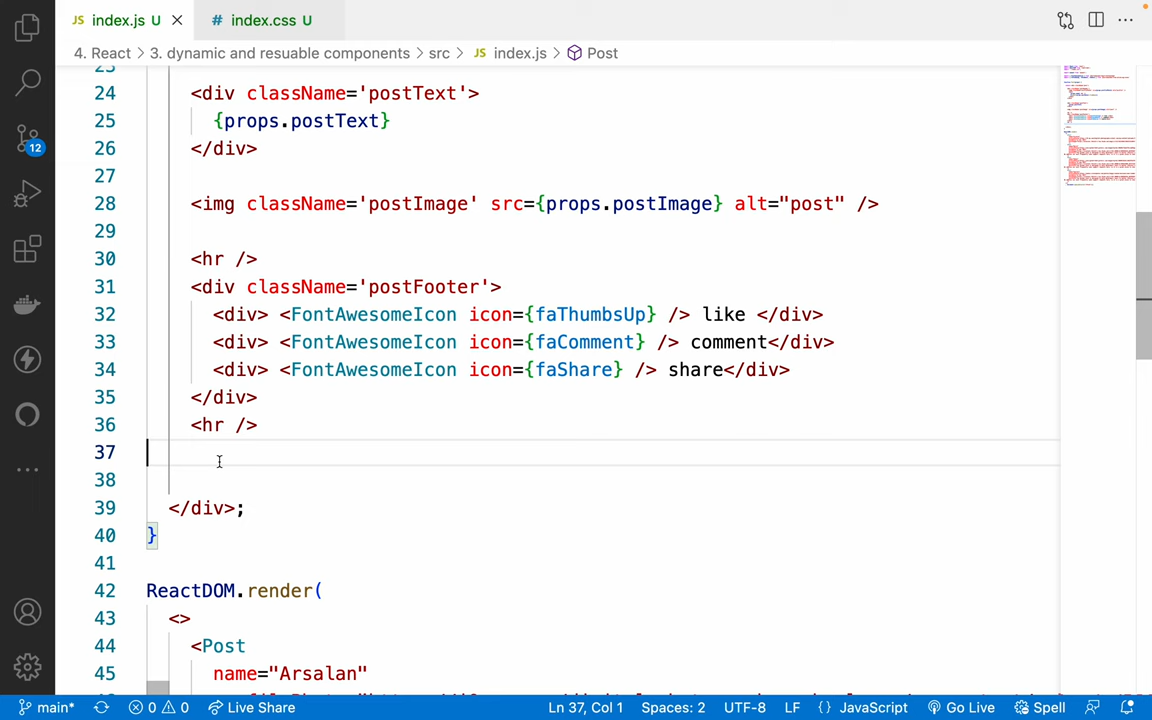 JS index.js U
# index.css U
4. React > 3. dynamic and resuable components > src > JS index.js > Post
23
24 <div className='postText'>
25 {props.postText}
26 </div>
27
28 <img className='postImage' src={props.postImage} alt="post" />
29
30 <hr />
31 <div className='postFooter'>
32 <div> <FontAwesomeIcon icon={faThumbsUp} /> like </div>
33 <div> <FontAwesomeIcon icon={faComment} /> comment</div>
34 <div> <FontAwesomeIcon icon={faShare} /> share</div>
35 </div>
36 <hr />
37
38
39 </div>;
40 }
41
42 ReactDOM.render(
43 <>
44 <Post
45 name="Arsalan"
12
main* 0 0 Live Share Ln 37, Col 1 Spaces: 2 UTF-8 LF {} JavaScript Go Live Spell